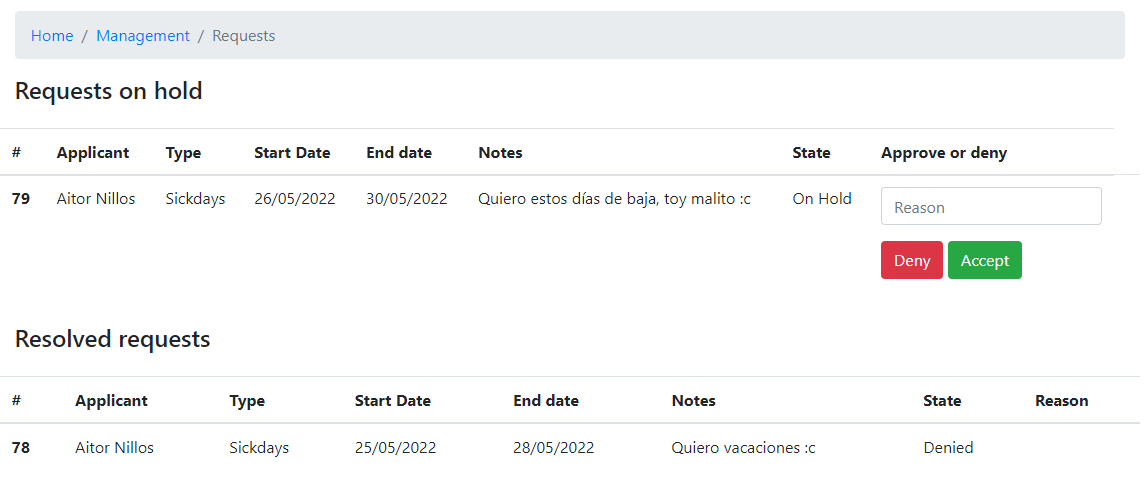 Home / Management / Requests
Requests on hold
# Applicant Type Start Date End date Notes State Approve or deny
79 Aitor Nillos Sickdays 26/05/2022 30/05/2022 Quiero estos días de baja, toy malito :c On Hold Reason
Deny Accept
Resolved requests
# Applicant Type Start Date End date Notes State Reason
78 Aitor Nillos Sickdays 25/05/2022 28/05/2022 Quiero vacaciones :c Denied